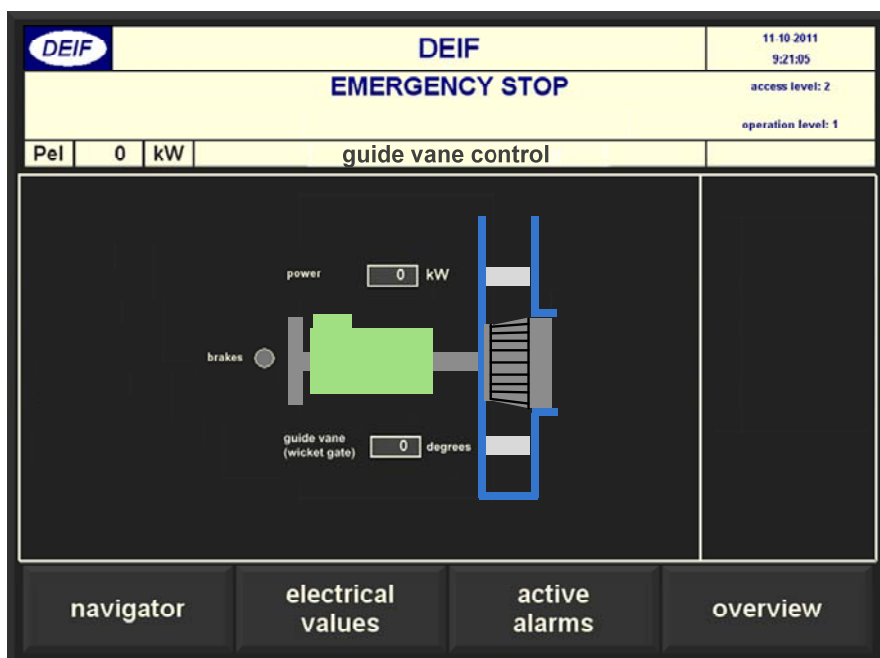 DEIF
DEIF
11-10-2011
9:21:05
EMERGENCY STOP
access level: 2
operation level: 1
Pel 0 kW
guide vane control
power 0 kW
brakes
guide vane
(wicket gate) 0 degrees
navigator
electrical
values
active
alarms
overview